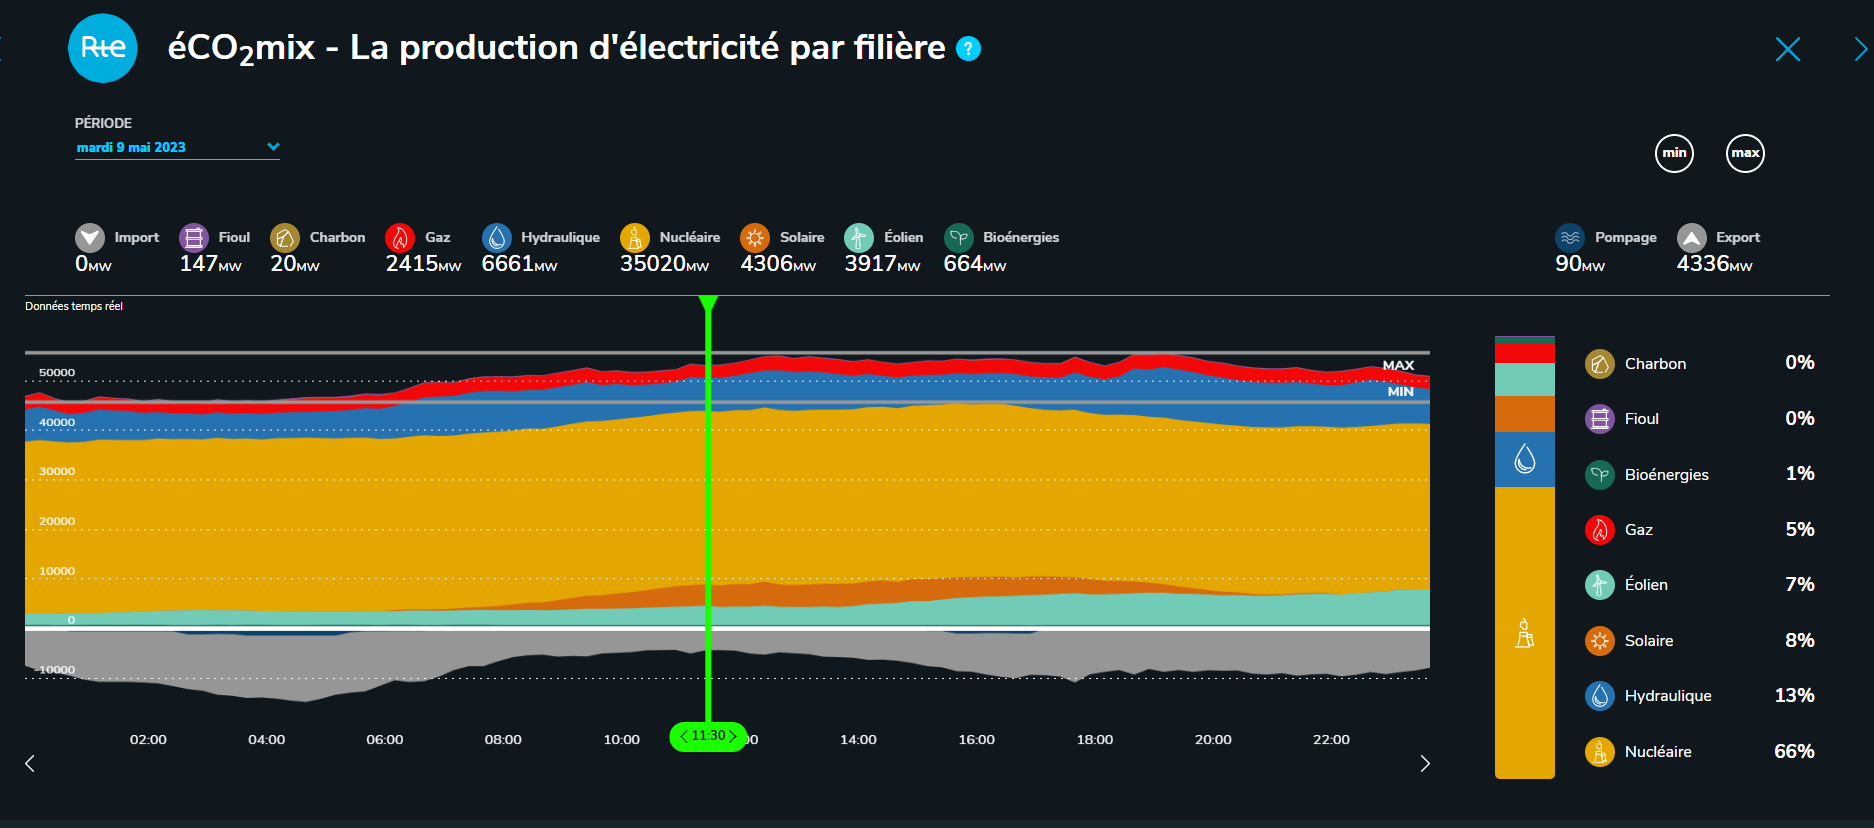 Rte
éCO₂mix - La production d'électricité par filière ?
PÉRIODE
mardi 9 mai 2023
min max
Import Fioul Charbon Gaz Hydraulique Nucléaire Solaire Éolien Bioénergies Pompage Export
0MW 147MW 20MW 2415MW 6661MW 35020MW 4306MW 3917MW 664MW 90MW 4336MW
Données temps réel
MAX
50000
MIN
40000
30000
20000
10000
0
-10000
02:00 04:00 06:00 08:00 10:00 11:30 00 14:00 16:00 18:00 20:00 22:00
Charbon 0%
Fioul 0%
Bioénergies 1%
Gaz 5%
Éolien 7%
Solaire 8%
Hydraulique 13%
Nucléaire 66%